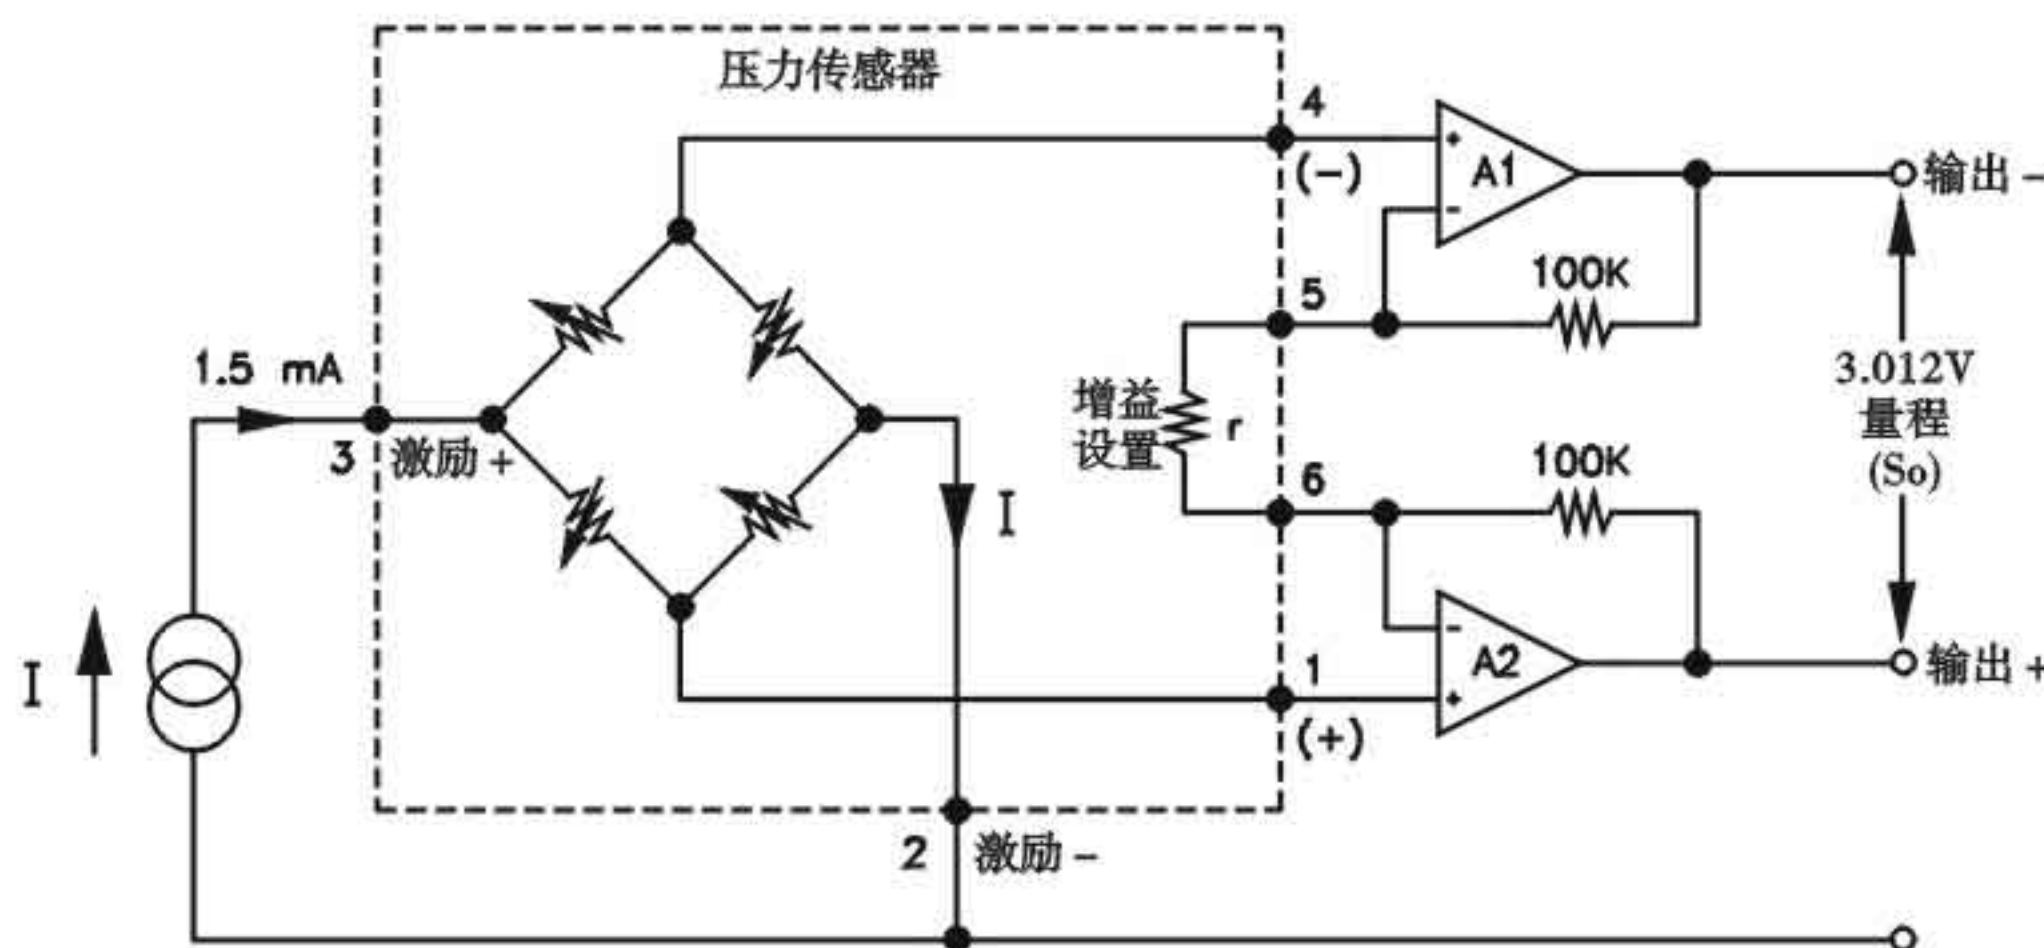 压力传感器
4
(-)
+
A1
-
输出 -
100K
5
1.5 mA
3.012V
量程
(So)
增益
设置
r
3
激励 +
100K
6
I
-
A2
+
1
(+)
输出 +
I
2
激励 -